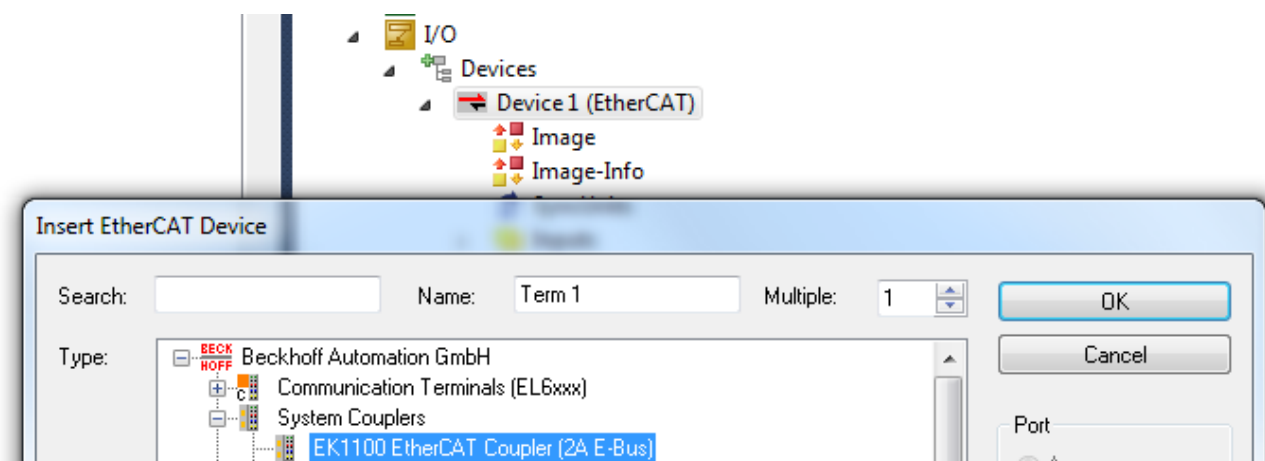 I/O
Devices
Device 1 (EtherCAT)
Image
Image-Info
Inputs
Insert EtherCAT Device
Search:
Name: Term 1
Multiple: 1
OK
Type:
BECK
HOFF
Beckhoff Automation GmbH
Cancel
C
Communication Terminals (EL6xxx)
System Couplers
Port
EK1100 EtherCAT Coupler (2A E-Bus)